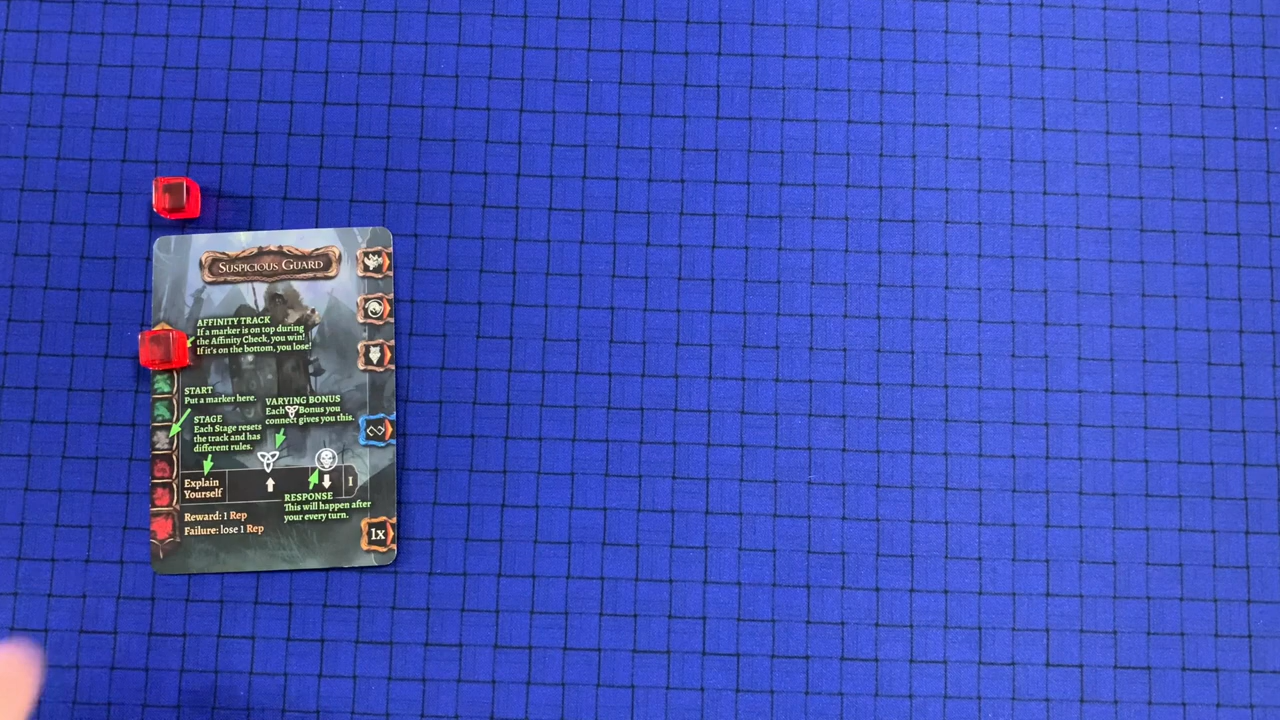 SUSPICIOUS GUARD
AFFINITY TRACK
If a marker is on top during
the Affinity Check, you win!
If it's on the bottom, you lose!
START
Put a marker here.
STAGE
Each Stage resets
the track and has
different rules.
VARYING BONUS
Each Bonus you
connect gives you this.
Explain
Yourself
I
RESPONSE
This will happen after
your every turn.
Reward: 1 Rep
Failure: lose 1 Rep
1x